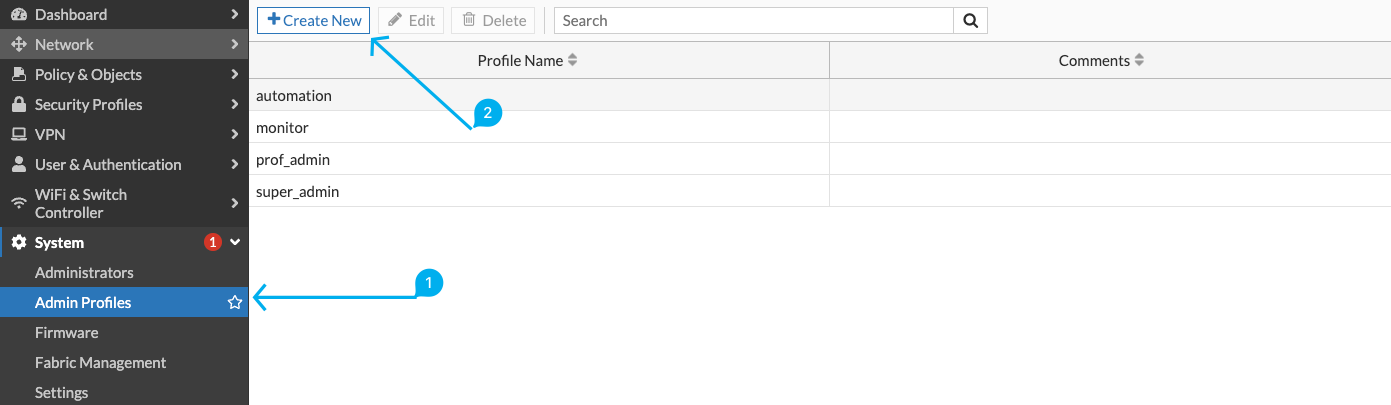 Dashboard
Network
Policy & Objects
Security Profiles
VPN
User & Authentication
WiFi & Switch
Controller
System 1
Administrators
Admin Profiles
Firmware
Fabric Management
Settings
+ Create New Edit Delete Search
Profile Name Comments
automation
monitor
prof_admin
super_admin
2
1